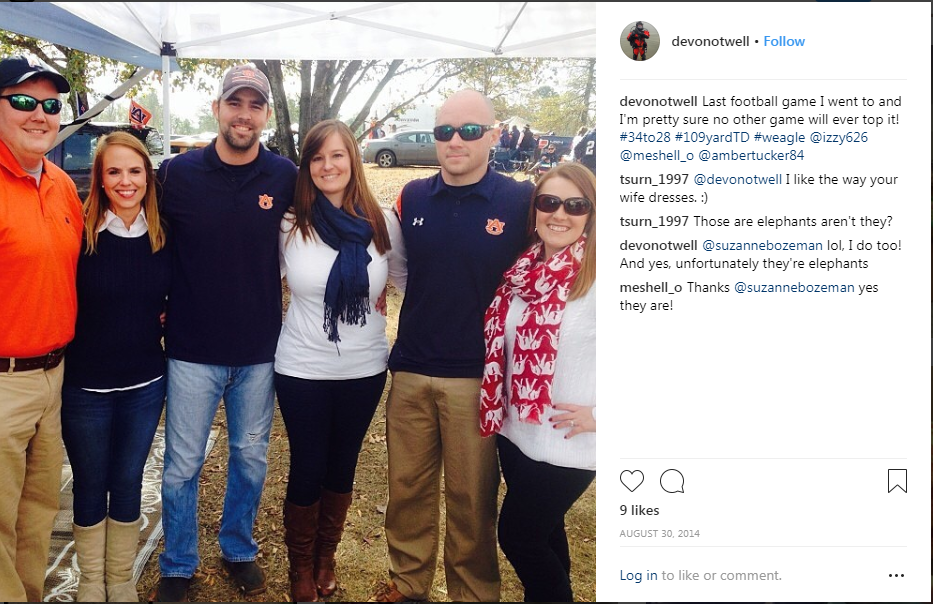 devonotwell • Follow
devonotwell Last football game I went to and
I'm pretty sure no other game will ever top it!
#34to28 #109yardTD #weagle @izzy626
@meshell_o @ambertucker84
tsurn_1997 @devonotwell I like the way your
wife dresses. :)
tsurn_1997 Those are elephants aren't they?
devonotwell @suzannebozeman lol, I do too!
And yes, unfortunately they're elephants
meshell_o Thanks @suzannebozeman yes
they are!
9 likes
AUGUST 30, 2014
Log in to like or comment.